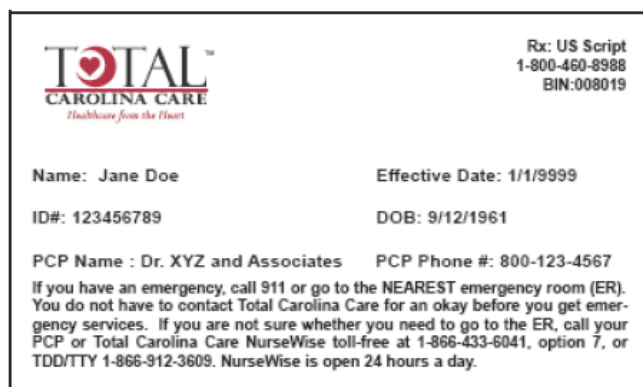 TOTAL™
CAROLINA CARE
Healthcare from the Heart
Rx: US Script
1-800-460-8988
BIN:008019
Name: Jane Doe
Effective Date: 1/1/9999
ID#: 123456789
DOB: 9/12/1961
PCP Name : Dr. XYZ and Associates
PCP Phone #: 800-123-4567
If you have an emergency, call 911 or go to the NEAREST emergency room (ER).
You do not have to contact Total Carolina Care for an okay before you get emer-
gency services. If you are not sure whether you need to go to the ER, call your
PCP or Total Carolina Care NurseWise toll-free at 1-866-433-6041, option 7, or
TDD/TTY 1-866-912-3609. NurseWise is open 24 hours a day.